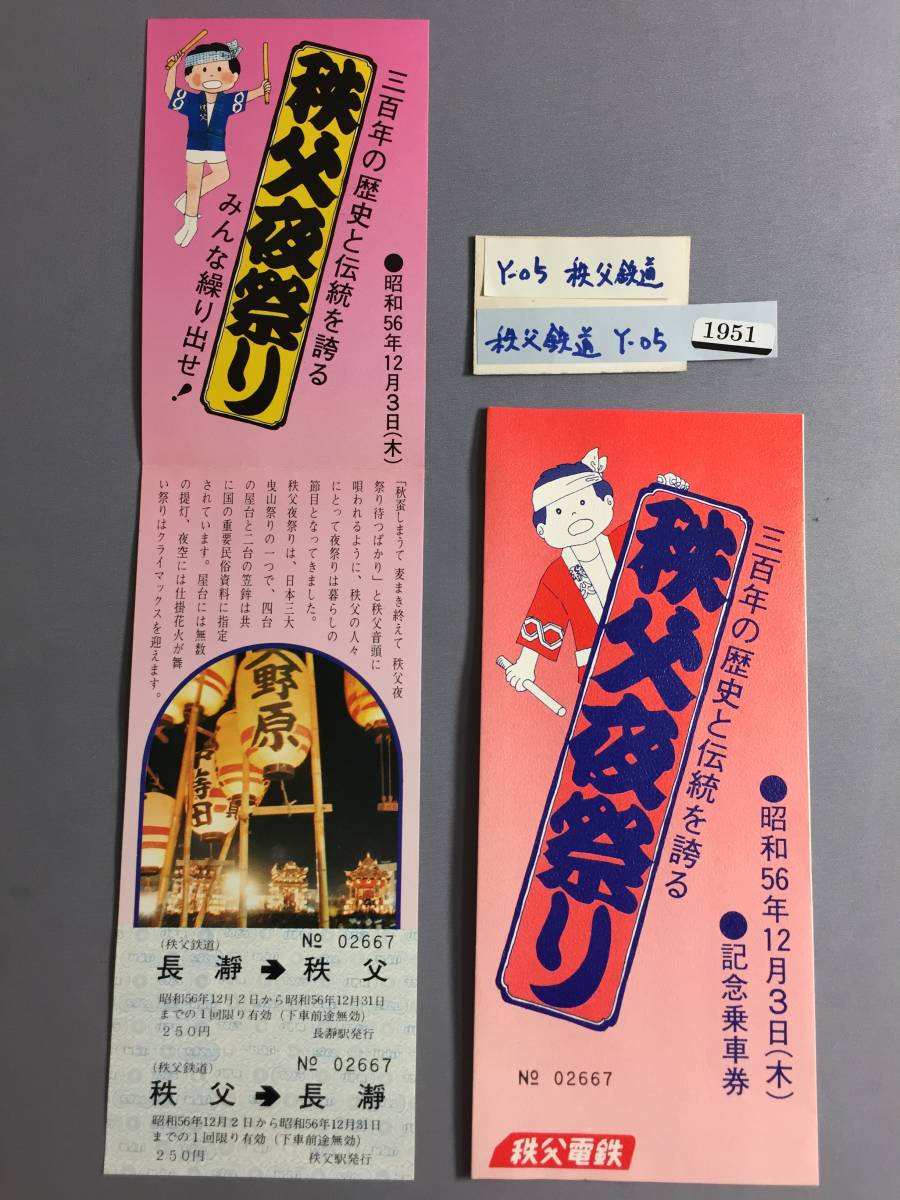 三百年の歴史と伝統を誇る
秩父夜祭り
みんな繰り出せ!
●昭和56年12月3日(木)
「秋蚕しまうて 麦まき終えて 秩父夜
祭り待つばかり」と秩父音頭に
唄われるように、秩父の人々
にとって夜祭りは暮らしの
節目となってきました。
秩父夜祭りは、日本三大
曳山祭りの一つで、四台
の屋台と二台の笠鉾は共
に国の重要民俗資料に指定
されています。屋台には無数
の提灯、夜空には仕掛花火が舞
い祭りはクライマックスを迎えます。
野原
(秩父鉄道)
№ 02667
長瀞➔秩父
昭和56年12月2日から昭和56年12月31日
までの1回限り有効(下車前途無効)
250円
長瀞駅発行
(秩父鉄道)
№ 02667
秩父➔長瀞
昭和56年12月2日から昭和56年12月31日
までの1回限り有効(下車前途無効)
250円
秩父駅発行
Y-05 秩父鉄道
秩父鉄道 Y-05
1951
三百年の歴史と伝統を誇る
秩父夜祭り
●昭和56年12月3日(木)
●記念乗車券
№ 02667
秩父電鉄